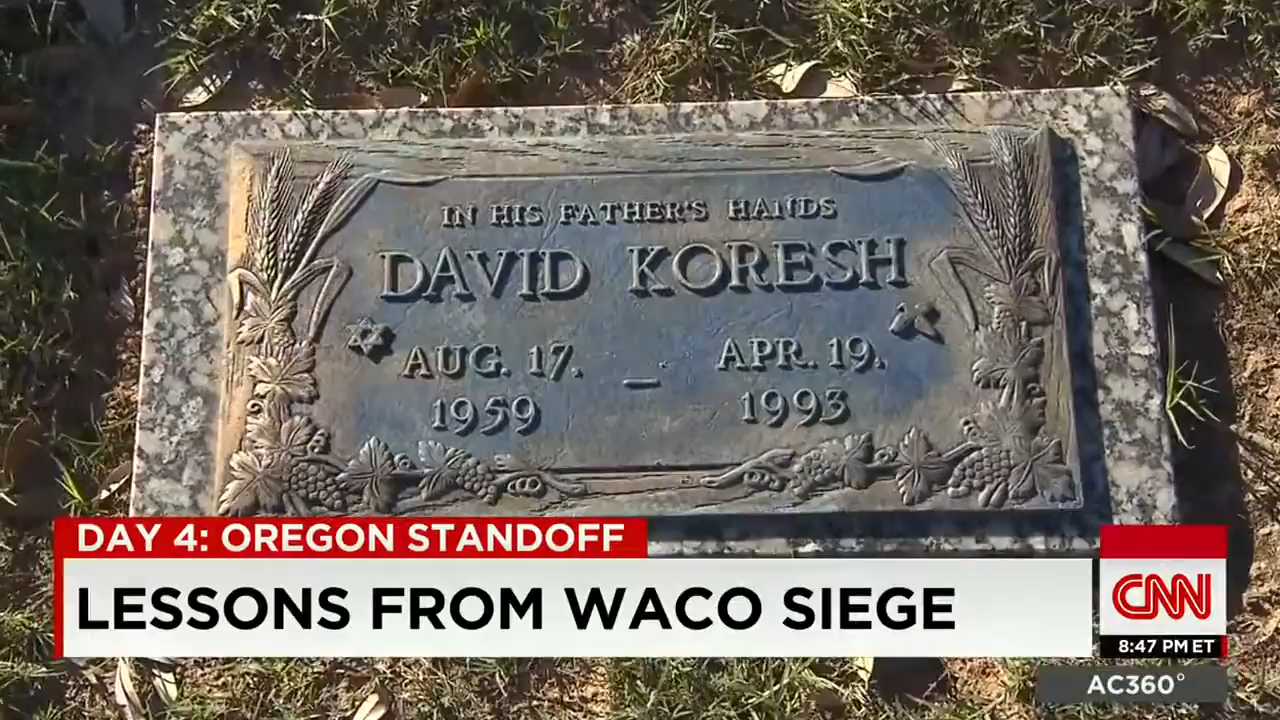 IN HIS FATHER'S HANDS
DAVID KORESH
AUG. 17. — APR. 19.
1959 1993
DAY 4: OREGON STANDOFF
LESSONS FROM WACO SIEGE
CNN
8:47 PM ET
AC360°